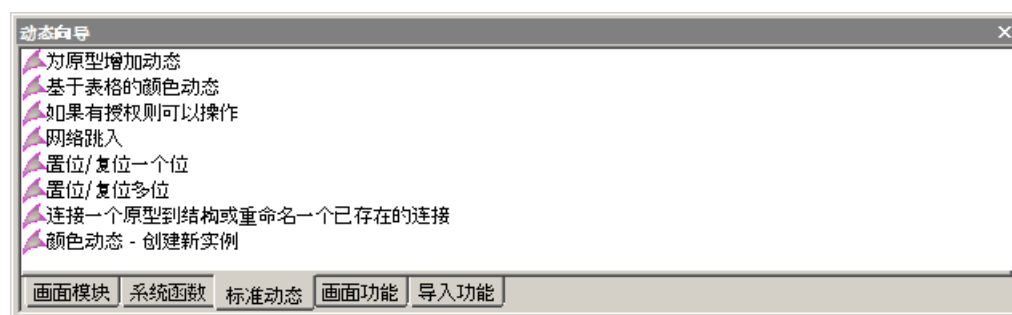 动态向导
为原型增加动态
基于表格的颜色动态
如果有授权则可以操作
网络跳入
置位/复位一个位
置位/复位多位
连接一个原型到结构或重命名一个已存在的连接
颜色动态 - 创建新实例
画面模块 系统函数 标准动态 画面功能 导入功能